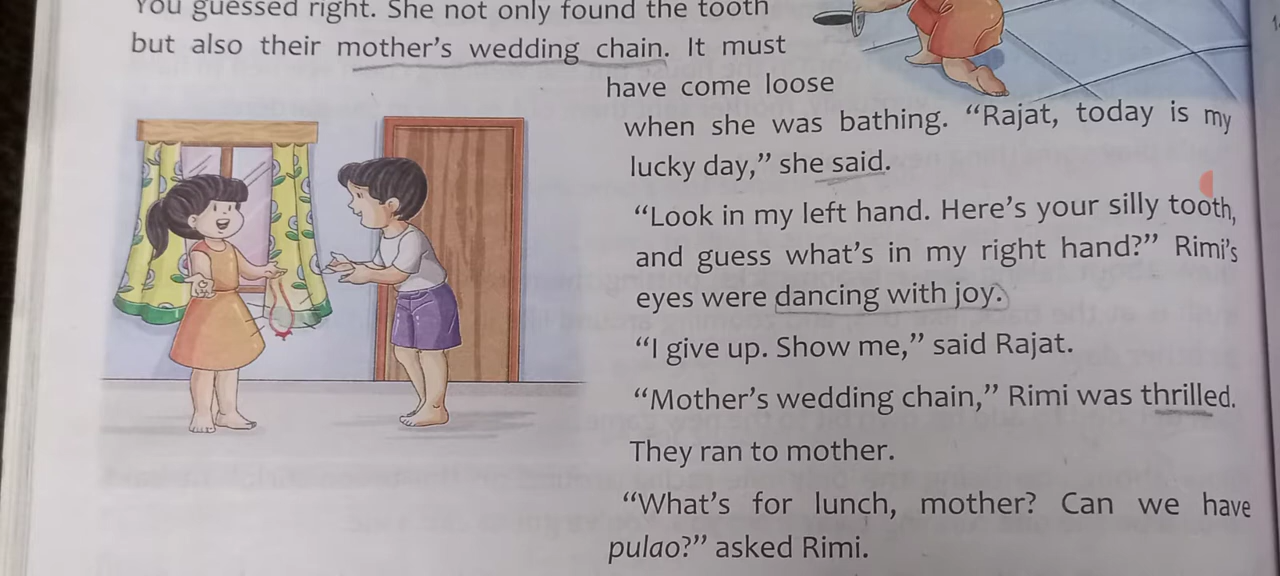 You guessed right. She not only found the tooth
but also their mother's wedding chain. It must
have come loose
when she was bathing. “Rajat, today is my
lucky day,” she said.
“Look in my left hand. Here's your silly tooth,
and guess what's in my right hand?” Rimi's
eyes were dancing with joy.
“I give up. Show me,” said Rajat.
“Mother's wedding chain,” Rimi was thrilled.
They ran to mother.
“What's for lunch, mother? Can we have
pulao?” asked Rimi.